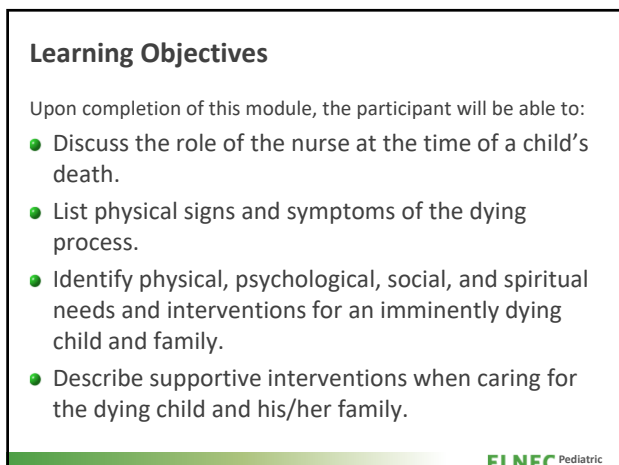 Learning Objectives
Upon completion of this module, the participant will be able to:
Discuss the role of the nurse at the time of a child's
death.
List physical signs and symptoms of the dying
process.
Identify physical, psychological, social, and spiritual
needs and interventions for an imminently dying
child and family.
Describe supportive interventions when caring for
the dying child and his/her family.
ELNEC Pediatric